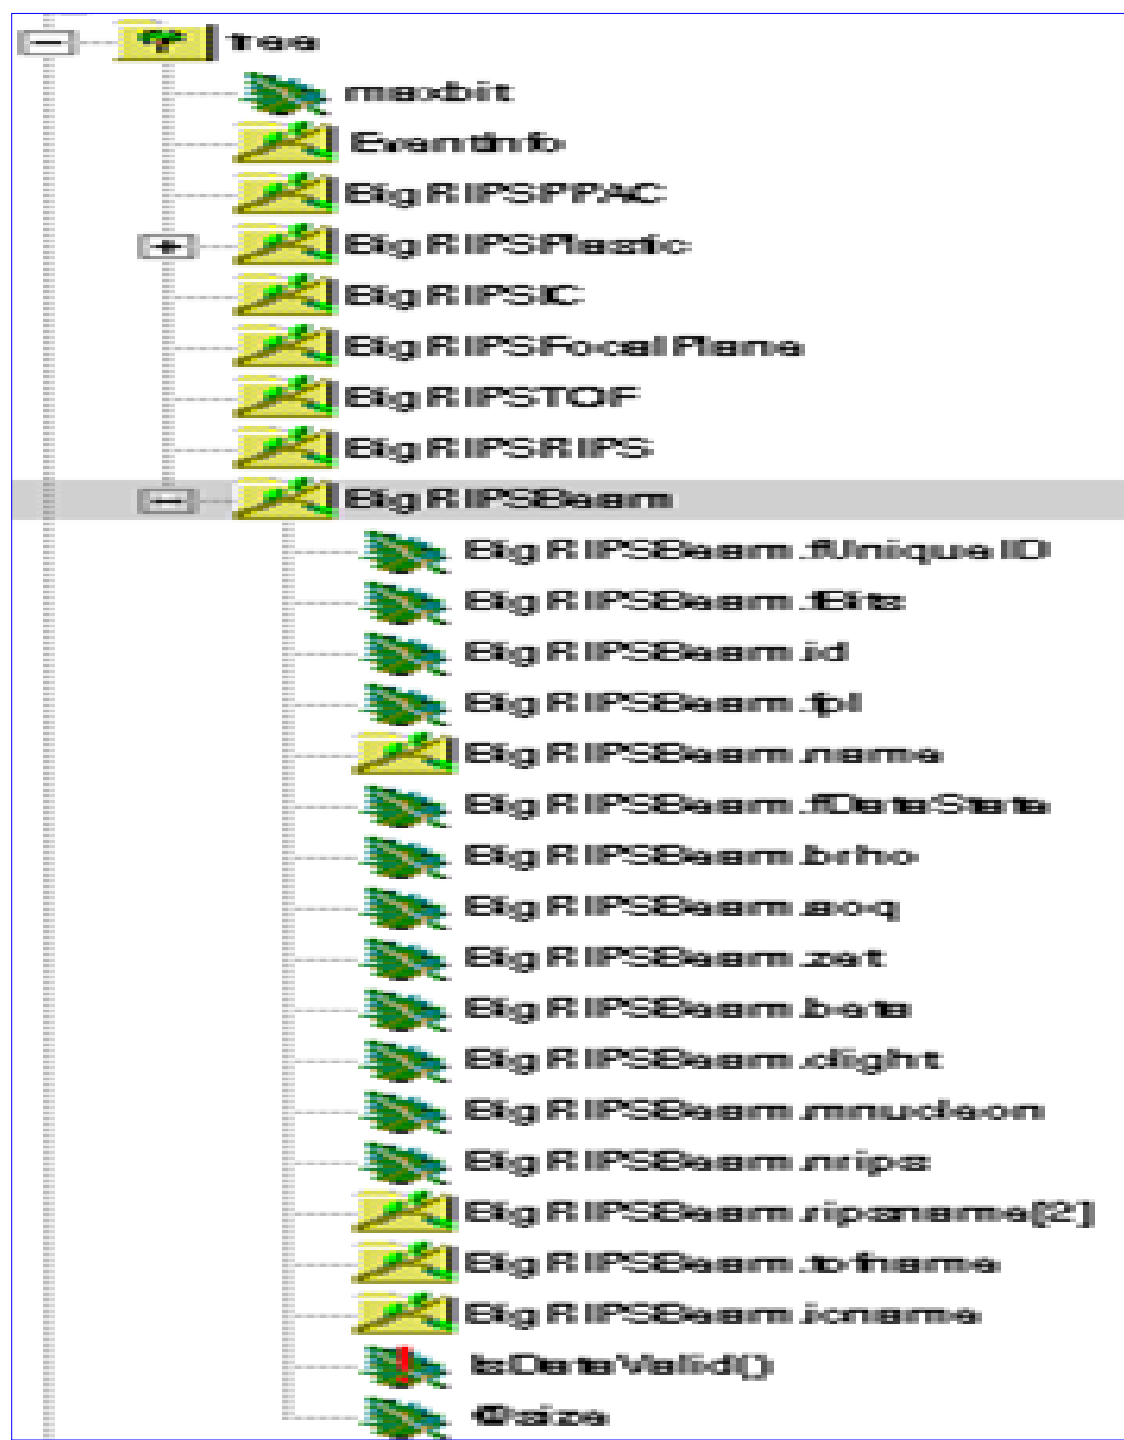 tree
maxbit
EventInfo
BigRIPSPPAC
BigRIPSPlastic
BigRIPSIC
BigRIPSFocalPlane
BigRIPSTOF
BigRIPSRIPS
BigRIPSBeam
BigRIPSBeam.fUniqueID
BigRIPSBeam.fBits
BigRIPSBeam.id
BigRIPSBeam.fpl
BigRIPSBeam.name
BigRIPSBeam.fDataState
BigRIPSBeam.brho
BigRIPSBeam.aoq
BigRIPSBeam.zet
BigRIPSBeam.beta
BigRIPSBeam.clight
BigRIPSBeam.mnucleon
BigRIPSBeam.nrips
BigRIPSBeam.ripsname[2]
BigRIPSBeam.tofname
BigRIPSBeam.icname
IsDataValid()
@size